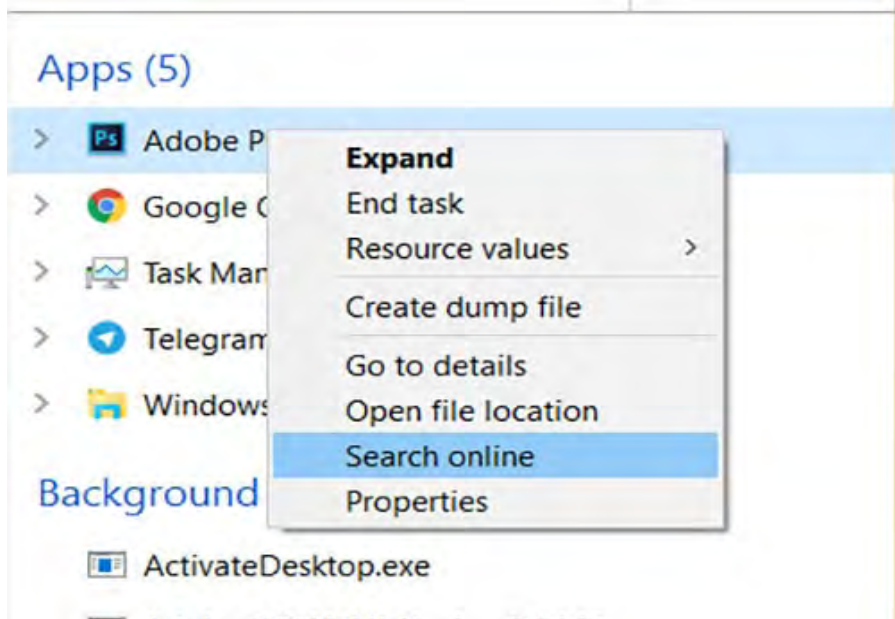 Apps (5)
Ps Adobe P
Google
Task Man
Telegram
Windows
Expand
End task
Resource values
Create dump file
Go to details
Open file location
Search online
Properties
Background
ActivateDesktop.exe